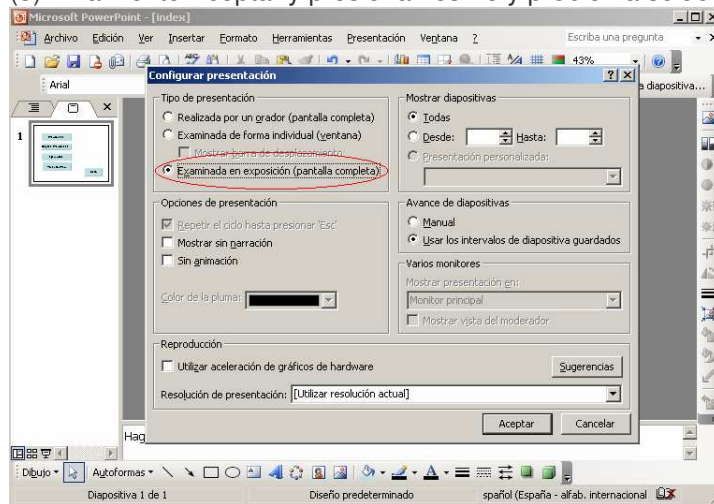 Microsoft PowerPoint - [index]
Archivo Edición Ver Insertar Formato Herramientas Presentación Ventana ? Escriba una pregunta
43%
Arial
diapositiva...
Configurar presentación
Tipo de presentación
Realizada por un orador (pantalla completa)
Examinada de forma individual (ventana)
Mostrar barra de desplazamiento
Examinada en exposición (pantalla completa)
Mostrar diapositivas
Todas
Desde: Hasta:
Presentación personalizada:
Opciones de presentación
Repetir el ciclo hasta presionar 'Esc'
Mostrar sin narración
Sin animación
Color de la pluma:
Avance de diapositivas
Manual
Usar los intervalos de diapositiva guardados
Varios monitores
Mostrar presentación en:
Monitor principal
Mostrar vista del moderador
Reproducción
Utilizar aceleración de gráficos de hardware
Sugerencias
Resolución de presentación: [Utilizar resolución actual]
Aceptar Cancelar
1
Hag
Dibujo Autoformas
Diapositiva 1 de 1 Diseño predeterminado spañol (España - alfab. internacional